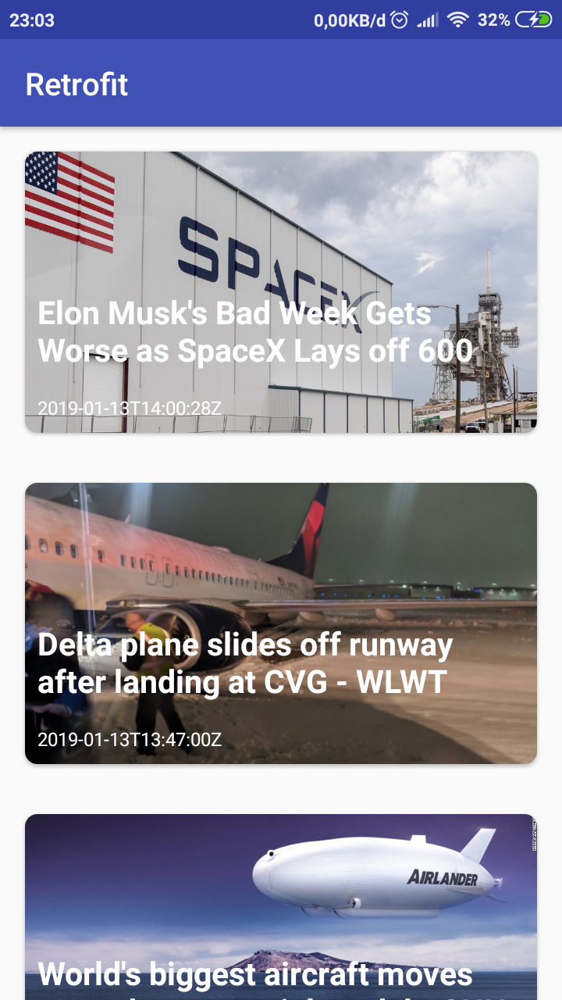 23:03 0,00KB/d 32%
Retrofit
SPACEX
Elon Musk's Bad Week Gets
Worse as SpaceX Lays off 600
2019-01-13T14:00:28Z
Delta plane slides off runway
after landing at CVG - WLWT
2019-01-13T13:47:00Z
AIRLANDER
World's biggest aircraft moves